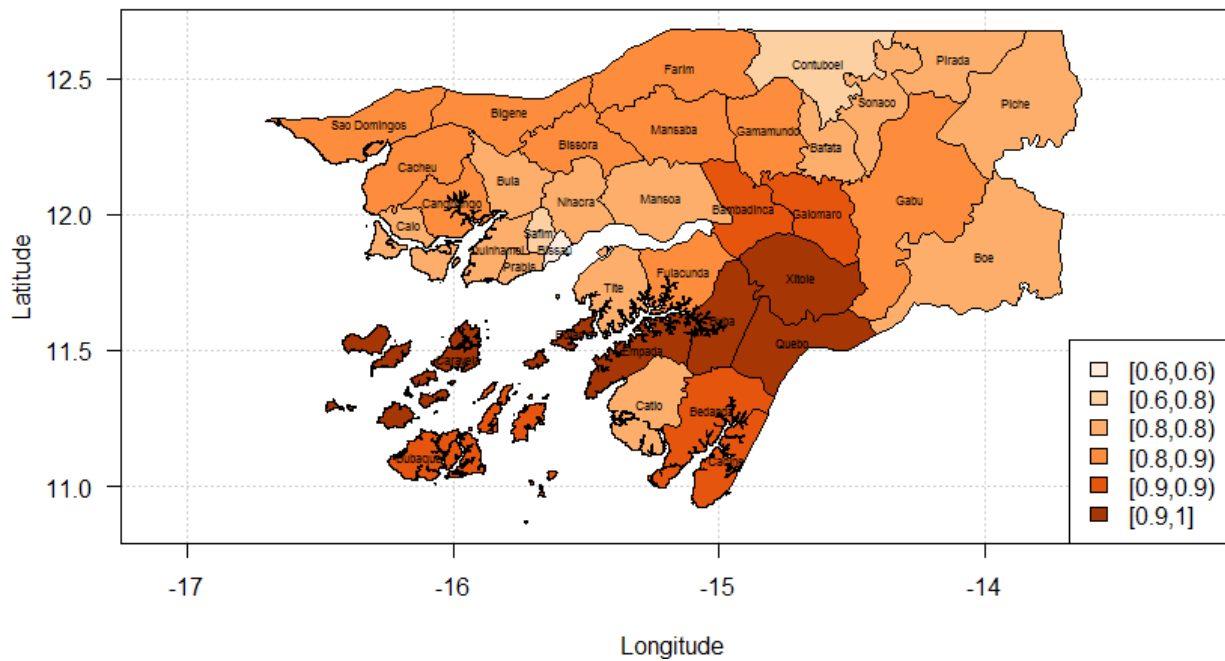 Latitude
12.5
12.0
11.5
11.0
Contuboel
Pirada
Farim
Sonaco
Piche
Sao Domingos
Bigene
Mansaba
Gamamundo
Bissora
Bafata
Cacheu
Bula
Nhacra
Mansoa
Bambadinca
Galomaro
Gabu
Caio
Safim
Bissau
Quinhamel
Prabis
Boe
Tite
Fulacunda
Xitole
Empada
Quebo
Caravela
Catio
Bedanda
Bubaque
Cacine
[0.6,0.6)
[0.6,0.8)
[0.8,0.8)
[0.8,0.9)
[0.9,0.9)
[0.9,1]
-17
-16
-15
-14
Longitude